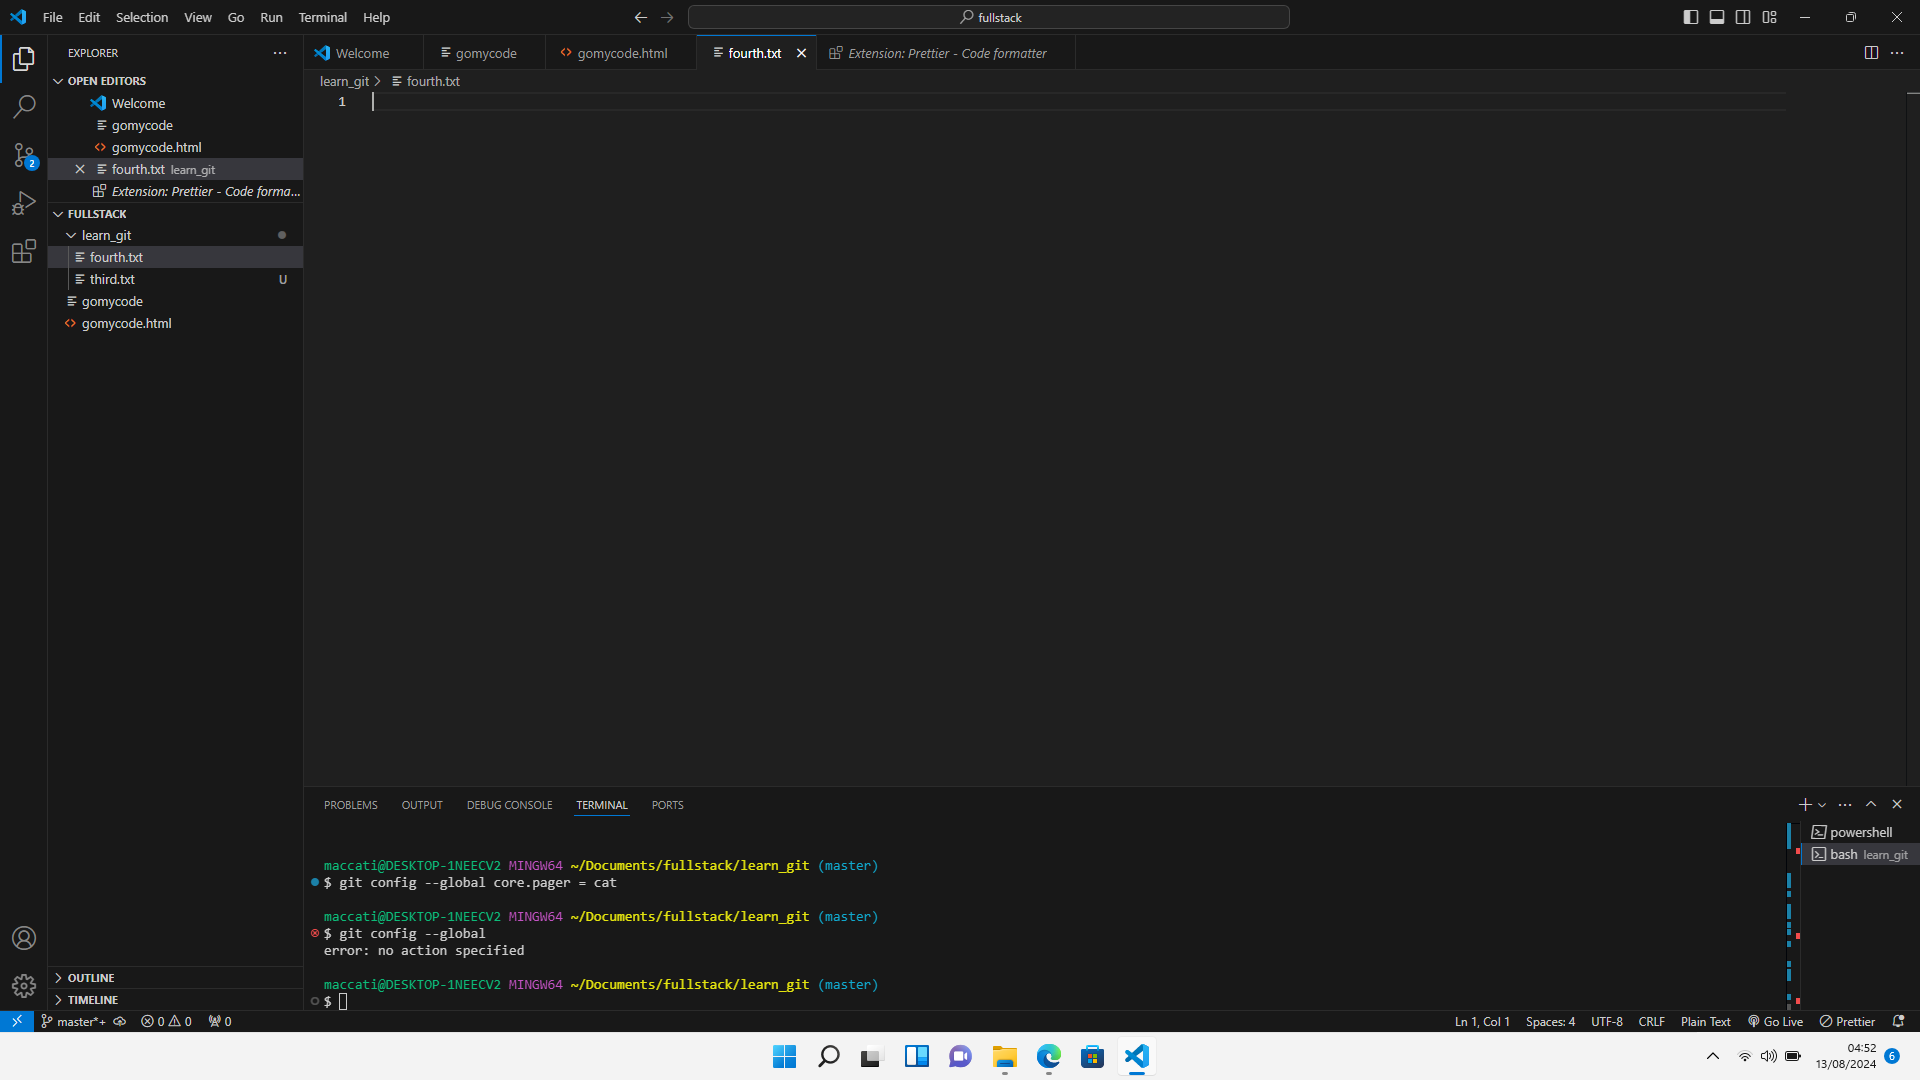 File Edit Selection View Go Run Terminal Help
fullstack
EXPLORER
Welcome
gomycode
gomycode.html
fourth.txt
Extension: Prettier - Code formatter
OPEN EDITORS
Welcome
gomycode
gomycode.html
fourth.txt learn_git
Extension: Prettier - Code forma...
FULLSTACK
learn_git
fourth.txt
third.txt U
gomycode
gomycode.html
OUTLINE
TIMELINE
learn_git > fourth.txt
1
PROBLEMS OUTPUT DEBUG CONSOLE TERMINAL PORTS
maccati@DESKTOP-1NEECV2 MINGW64 ~/Documents/fullstack/learn_git (master)
$ git config --global core.pager = cat
maccati@DESKTOP-1NEECV2 MINGW64 ~/Documents/fullstack/learn_git (master)
$ git config --global
error: no action specified
maccati@DESKTOP-1NEECV2 MINGW64 ~/Documents/fullstack/learn_git (master)
$
powershell
bash learn_git
2
master*+ 0 0 0
Ln 1, Col 1 Spaces: 4 UTF-8 CRLF Plain Text Go Live Prettier
04:52
13/08/2024
6